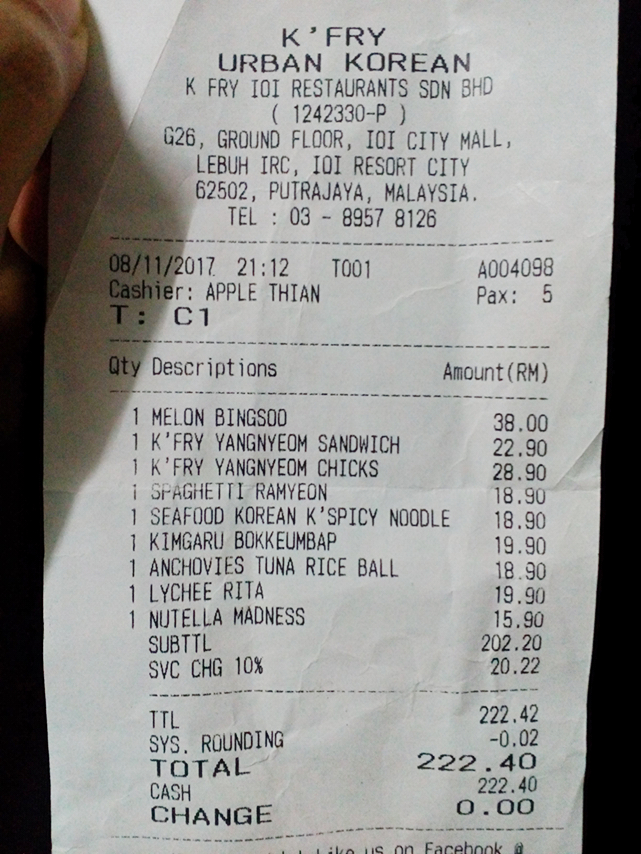 K'FRY
URBAN KOREAN
K FRY IOI RESTAURANTS SDN BHD
( 1242330-P )
G26, GROUND FLOOR, IOI CITY MALL,
LEBUH IRC, IOI RESORT CITY
62502, PUTRAJAYA, MALAYSIA.
TEL : 03 - 8957 8126
08/11/2017 21:12 T001 A004098
Cashier: APPLE THIAN Pax: 5
T: C1
Qty Descriptions Amount(RM)
1 MELON BINGSOO 38.00
1 K'FRY YANGNYEOM SANDWICH 22.90
1 K'FRY YANGNYEOM CHICKS 28.90
1 SPAGHETTI RAMYEON 18.90
1 SEAFOOD KOREAN K'SPICY NOODLE 18.90
1 KIMGARU BOKKEUMBAP 19.90
1 ANCHOVIES TUNA RICE BALL 18.90
1 LYCHEE RITA 19.90
1 NUTELLA MADNESS 15.90
SUBTTL 202.20
SVC CHG 10% 20.22
TTL 222.42
SYS. ROUNDING -0.02
TOTAL 222.40
CASH 222.40
CHANGE 0.00
Like us on Facebook @